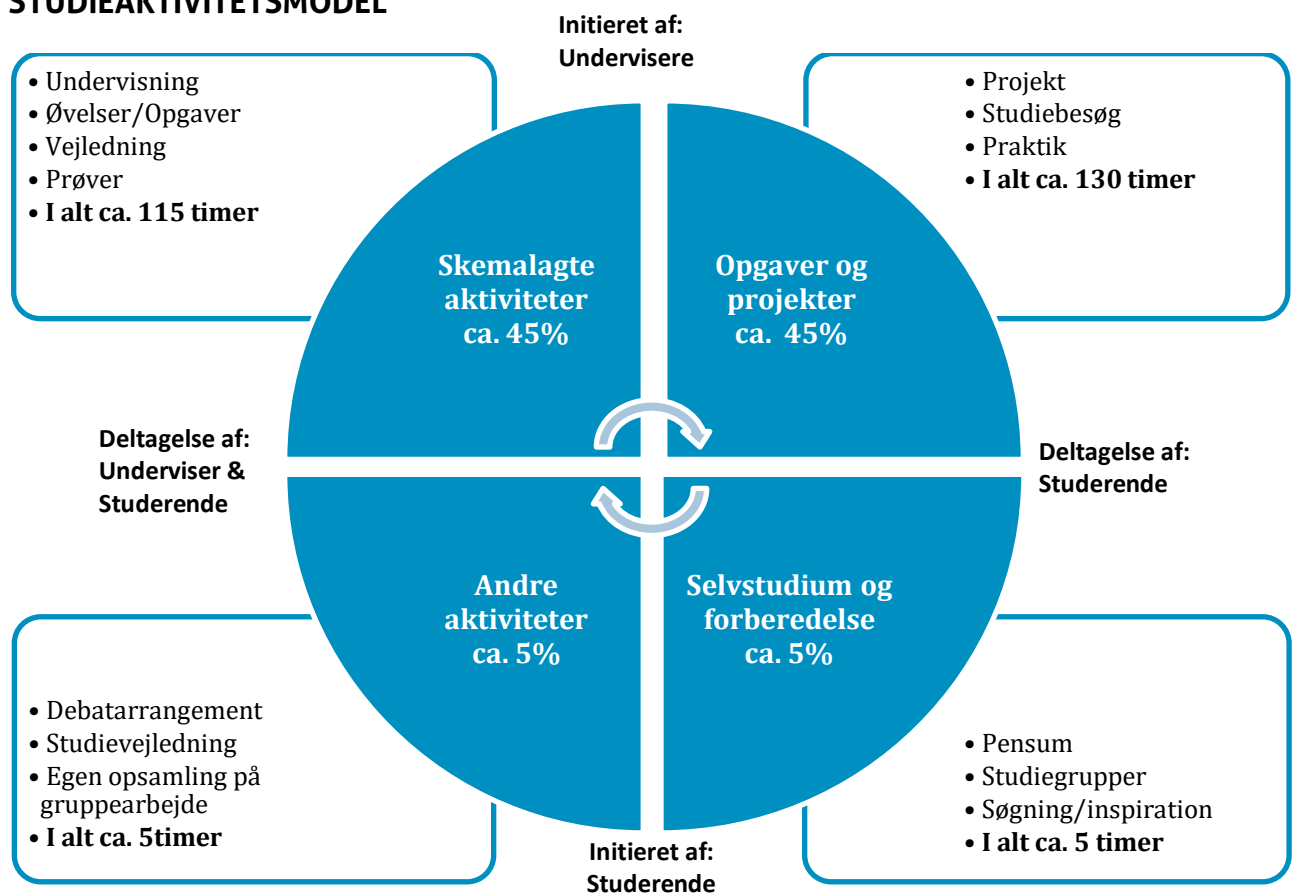 STUDIEAKTIVITETSMODEL
Initieret af:
Undervisere
• Undervisning
• Øvelser/Opgaver
• Vejledning
• Prøver
• I alt ca. 115 timer
• Projekt
• Studiebesøg
• Praktik
• I alt ca. 130 timer
Skemalagte
aktiviteter
ca. 45%
Opgaver og
projekter
ca. 45%
Deltagelse af:
Underviser &
Studerende
Deltagelse af:
Studerende
Andre
aktiviteter
ca. 5%
Selvstudium og
forberedelse
ca. 5%
• Debatarrangement
• Studievejledning
• Egen opsamling på
gruppearbejde
• I alt ca. 5timer
• Pensum
• Studiegrupper
• Søgning/inspiration
• I alt ca. 5 timer
Initieret af:
Studerende